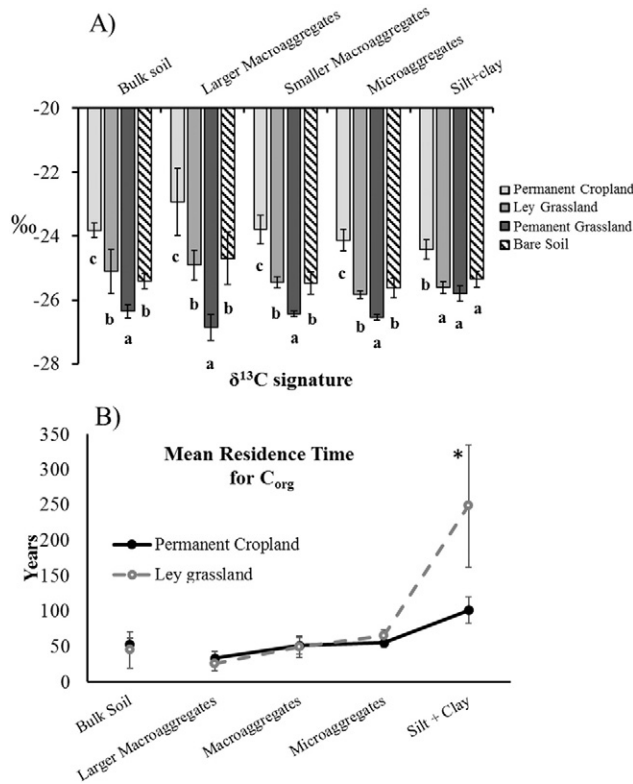 A)
Bulk soil
Larger Macroaggregates
Smaller Macroaggregates
Microaggregates
Silt+clay
-20
-22
-24
-26
-28
‰
Permanent Cropland
Ley Grassland
Pemanent Grassland
Bare Soil
c b a b
c b a b
c b a b
c b a b
b a a a
δ¹³C signature
B)
Mean Residence Time
for Corg
350
300
250
200
150
100
50
0
Years
Permanent Cropland
Ley grassland
*
Bulk Soil
Larger Macroaggregates
Macroaggregates
Microaggregates
Silt + Clay